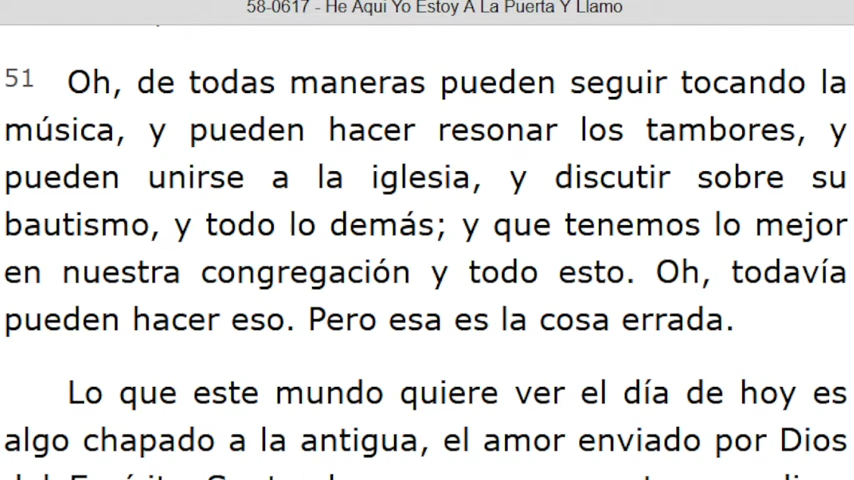 58-0617 - He Aquí Yo Estoy A La Puerta Y Llamo
51 Oh, de todas maneras pueden seguir tocando la
música, y pueden hacer resonar los tambores, y
pueden unirse a la iglesia, y discutir sobre su
bautismo, y todo lo demás; y que tenemos lo mejor
en nuestra congregación y todo esto. Oh, todavía
pueden hacer eso. Pero esa es la cosa errada.
Lo que este mundo quiere ver el día de hoy es
algo chapado a la antigua, el amor enviado por Dios